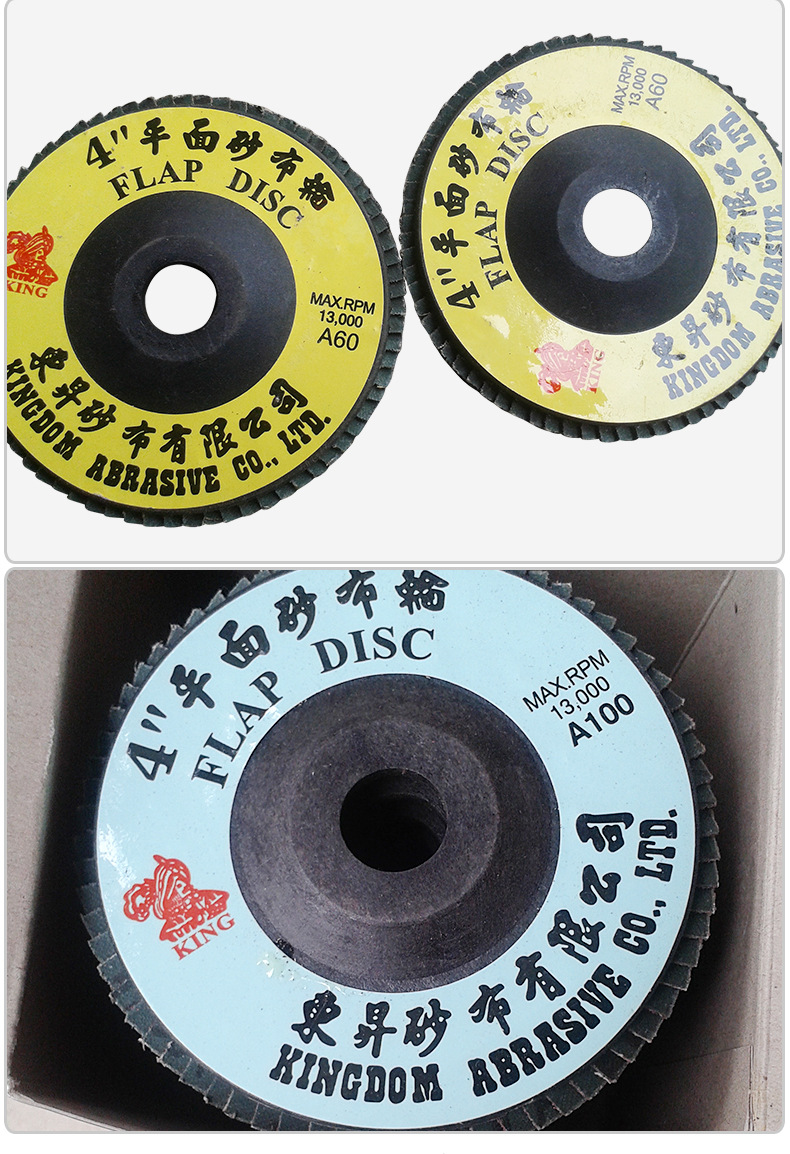 4"平面砂布輪
FLAP DISC
KING
MAX.RPM
13,000
A60
東昇砂布有限公司
KINGDOM ABRASIVE CO., LTD.
4"平面砂布輪
FLAP DISC
MAX.RPM
13,000
A60
KING
東昇砂布有限公司
KINGDOM ABRASIVE CO., LTD.
4"平面砂布輪
FLAP DISC
MAX.RPM
13,000
A100
KING
東昇砂布有限公司
KINGDOM ABRASIVE CO., LTD.